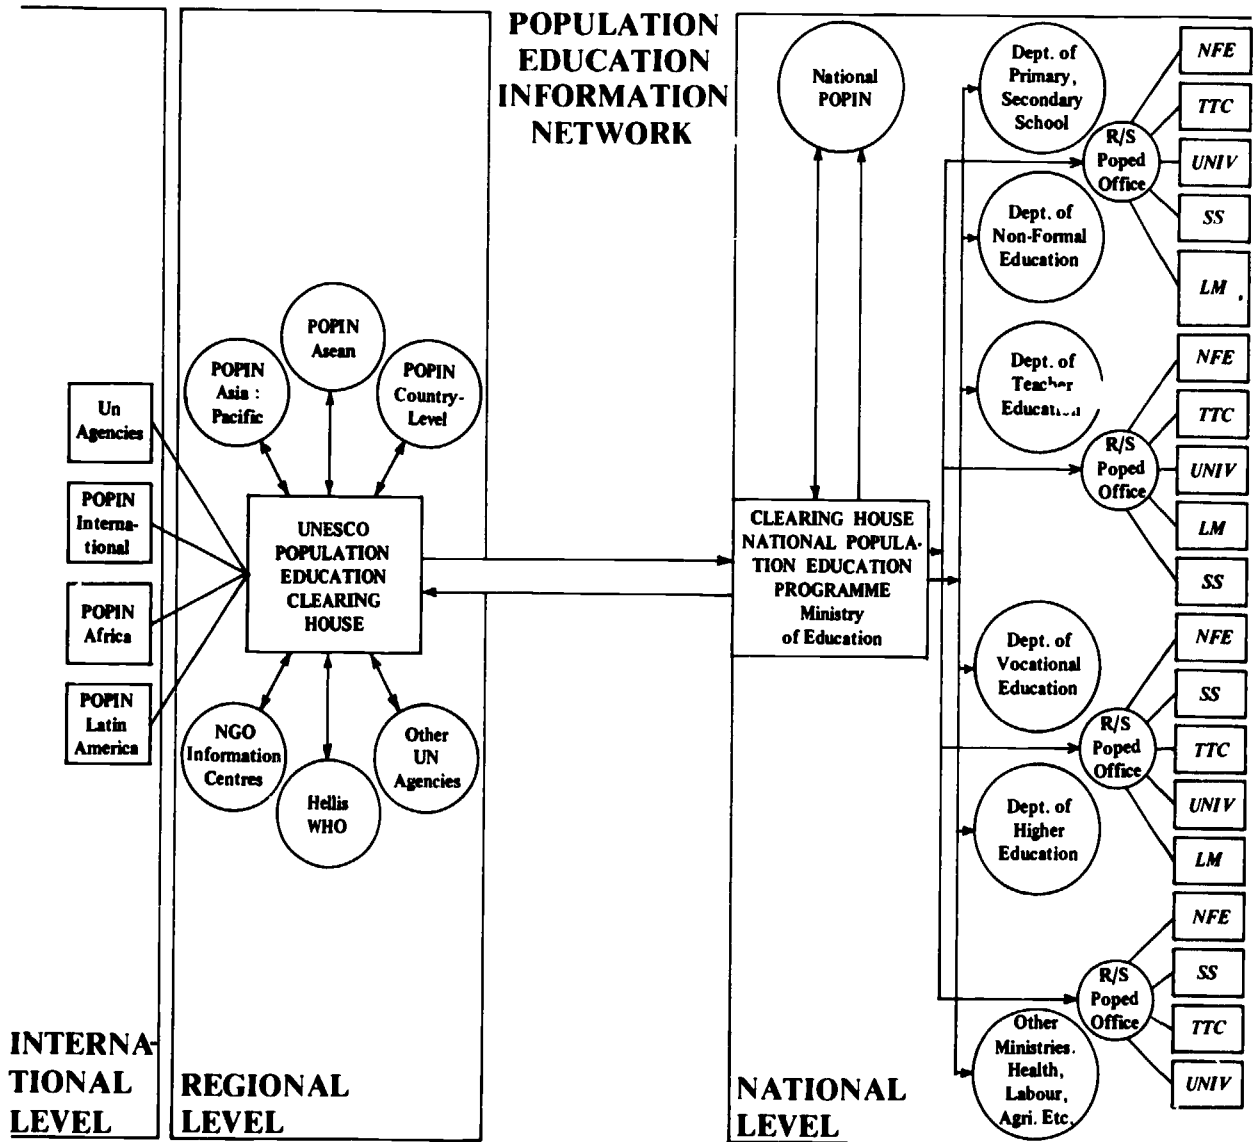 POPULATION
EDUCATION
INFORMATION
NETWORK
Un
Agencies
POPIN
Interna-
tional
POPIN
Africa
POPIN
Latin
America
INTERNA-
TIONAL
LEVEL
POPIN
Asia :
Pacific
POPIN
Asean
POPIN
Country-
Level
UNESCO
POPULATION
EDUCATION
CLEARING
HOUSE
NGO
Information
Centres
Hellis
WHO
Other
UN
Agencies
REGIONAL
LEVEL
National
POPIN
CLEARING HOUSE
NATIONAL POPULA-
TION EDUCATION
PROGRAMME
Ministry
of Education
NATIONAL
LEVEL
Dept. of
Primary,
Secondary
School
Dept. of
Non-Formal
Education
Dept. of
Teacher
Education
Dept. of
Vocational
Education
Dept. of
Higher
Education
Other
Ministries.
Health,
Labour,
Agri. Etc.
R/S
Poped
Office
NFE
TTC
UNIV
SS
LM
R/S
Poped
Office
NFE
TTC
UNIV
LM
SS
R/S
Poped
Office
NFE
SS
TTC
UNIV
LM
R/S
Poped
Office
NFE
SS
TTC
UNIV